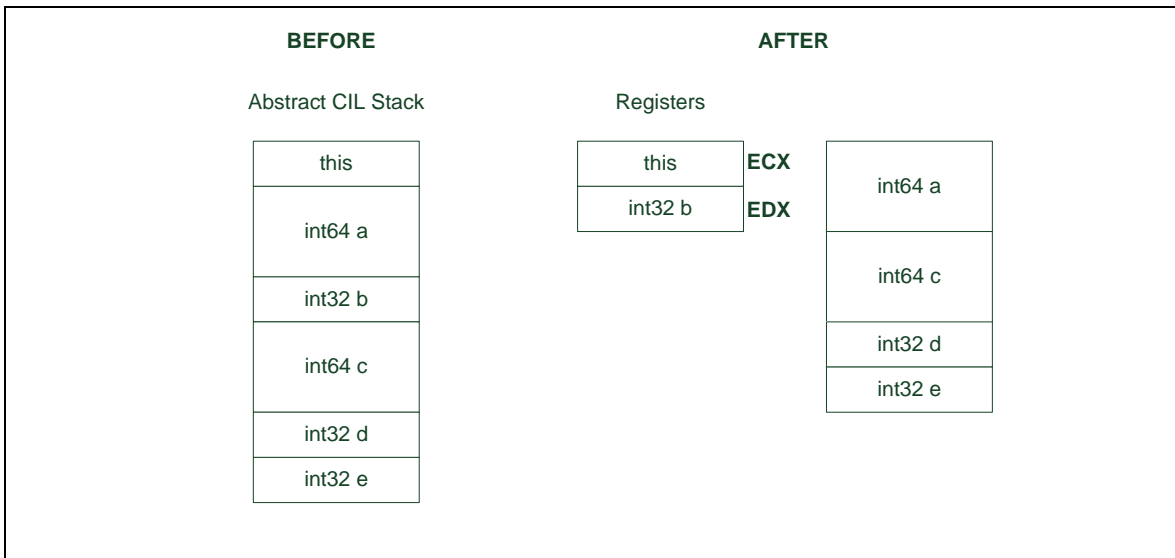 BEFORE
AFTER
Abstract CIL Stack
Registers
this
int64 a
int32 b
int64 c
int32 d
int32 e
this
ECX
int32 b
EDX
int64 a
int64 c
int32 d
int32 e